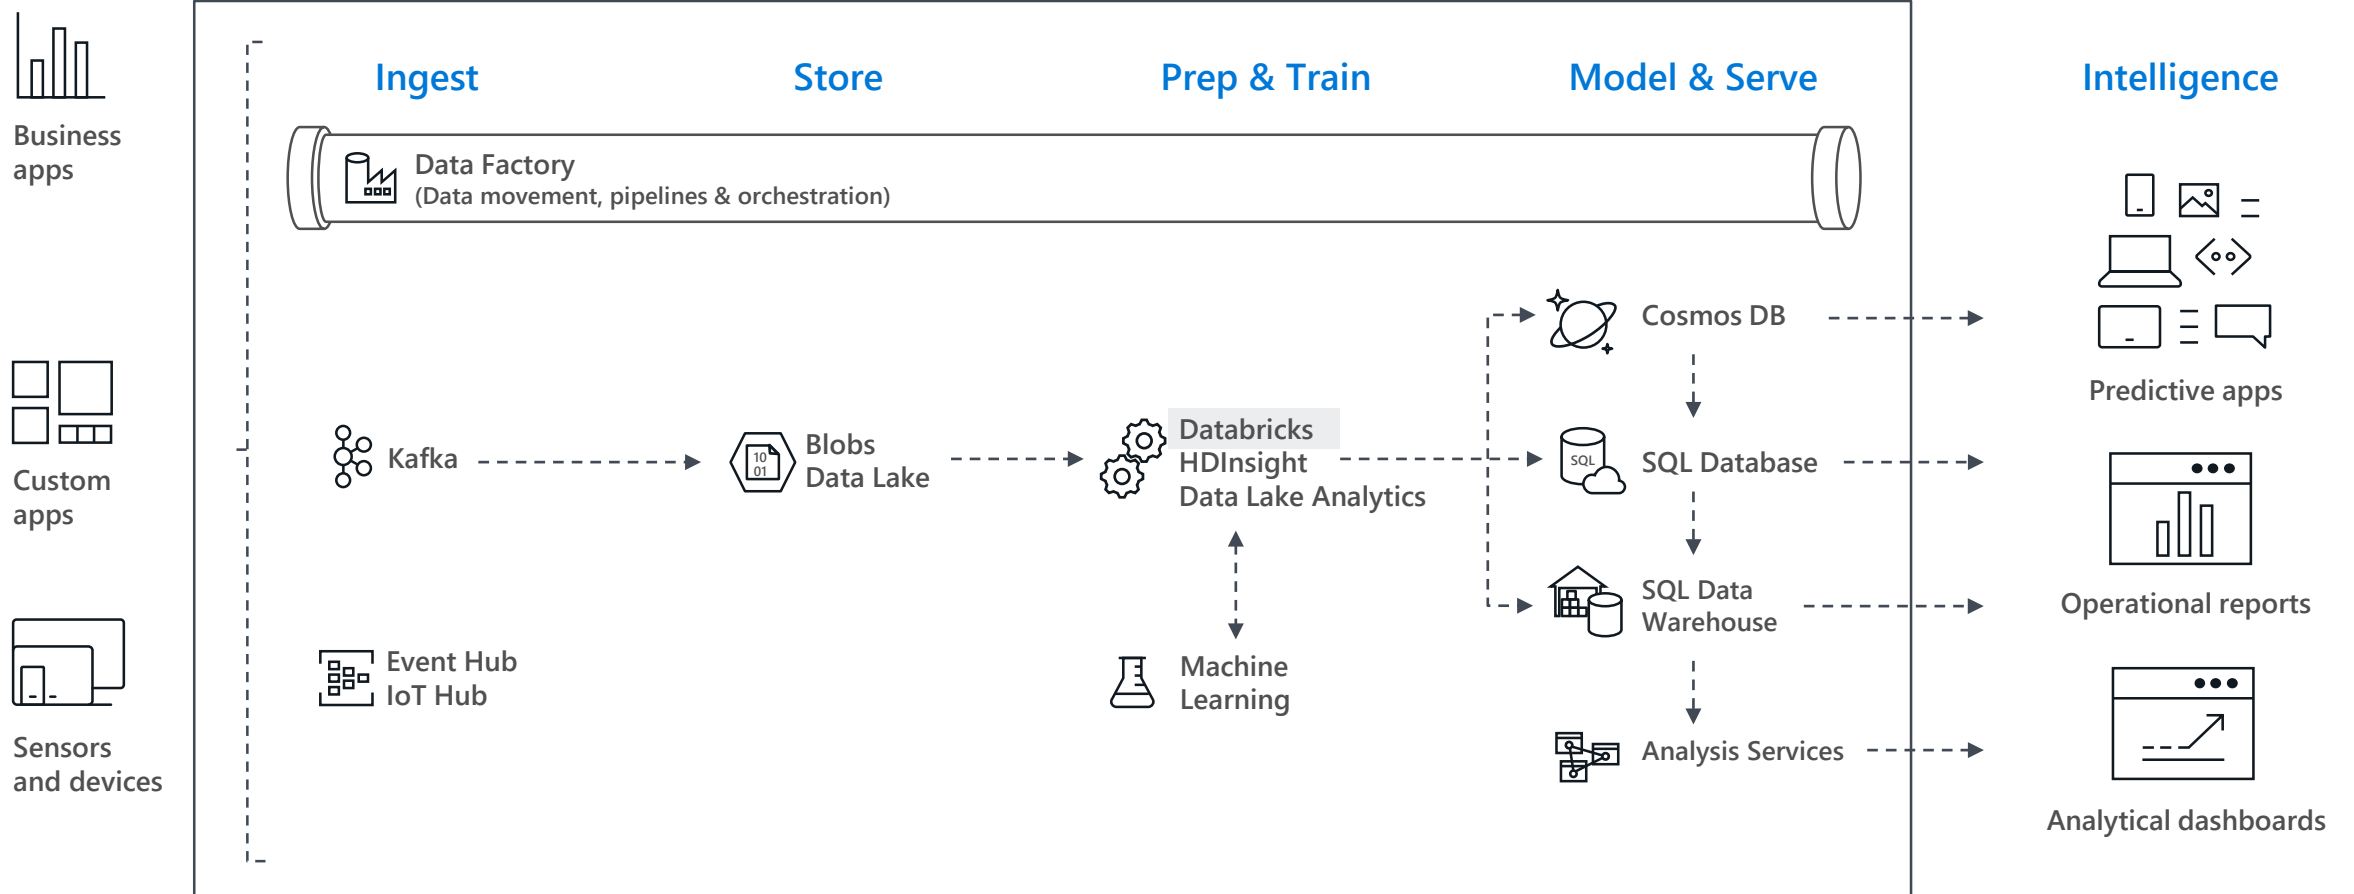 Business
apps
Custom
apps
Sensors
and devices
Ingest
Store
Prep & Train
Model & Serve
Intelligence
Data Factory
(Data movement, pipelines & orchestration)
Kafka
Event Hub
IoT Hub
10
01
Blobs
Data Lake
Databricks
HDInsight
Data Lake Analytics
Machine
Learning
Cosmos DB
SQL
SQL Database
SQL Data
Warehouse
Analysis Services
Predictive apps
Operational reports
Analytical dashboards